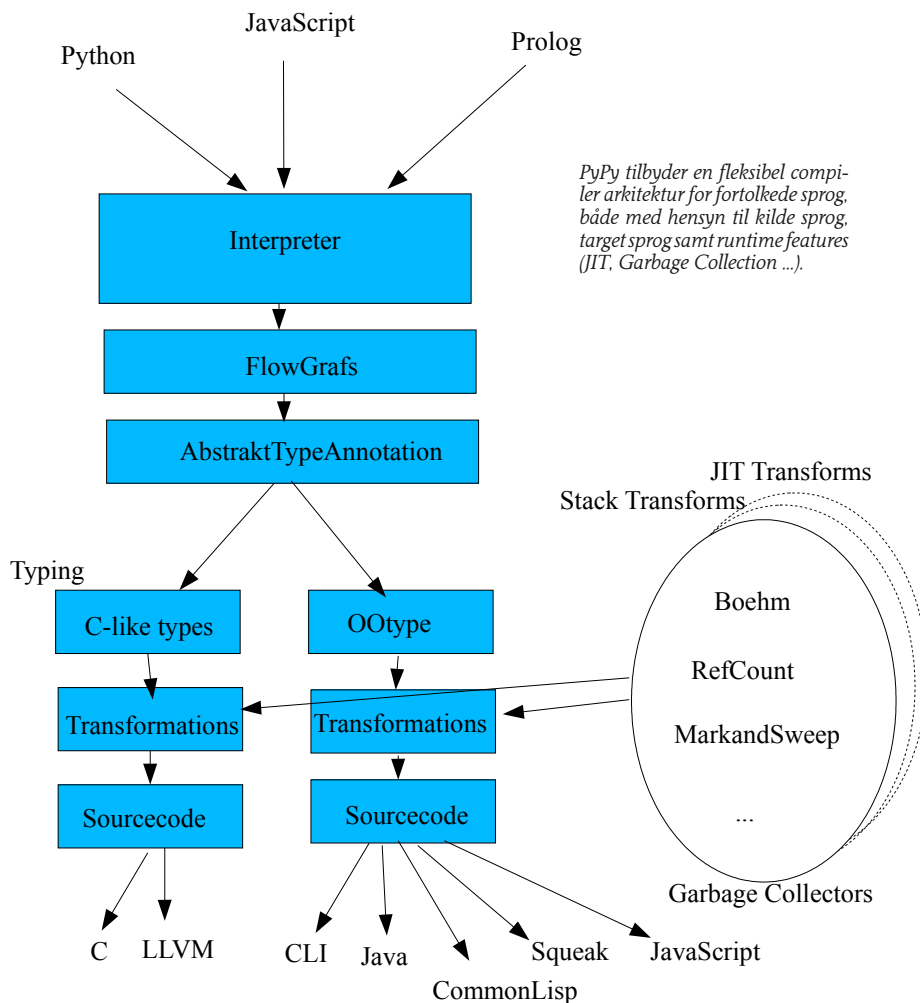 JavaScript
Python
Prolog
PyPy tilbyder en fleksibel compi-
ler arkitektur for fortolkede sprog,
både med hensyn til kilde sprog,
target sprog samt runtime features
(JIT, Garbage Collection ...).
Interpreter
FlowGrafs
AbstraktTypeAnnotation
JIT Transforms
Stack Transforms
Typing
C-like types
OOtype
Boehm
RefCount
MarkandSweep
...
Transformations
Transformations
Sourcecode
Sourcecode
Garbage Collectors
C
LLVM
CLI
Java
CommonLisp
Squeak
JavaScript